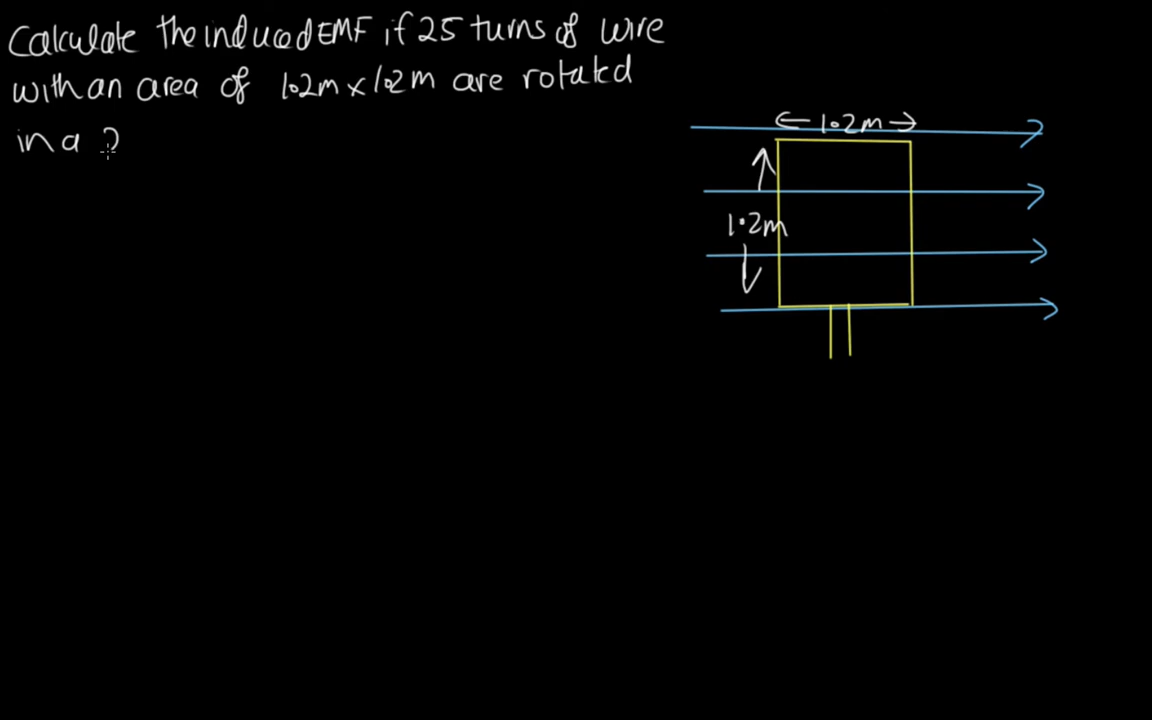 Calculate the induced EMF if 25 turns of wire
with an area of 1.2m x 1.2m are rotated
in a 2
1.2m
1.2m